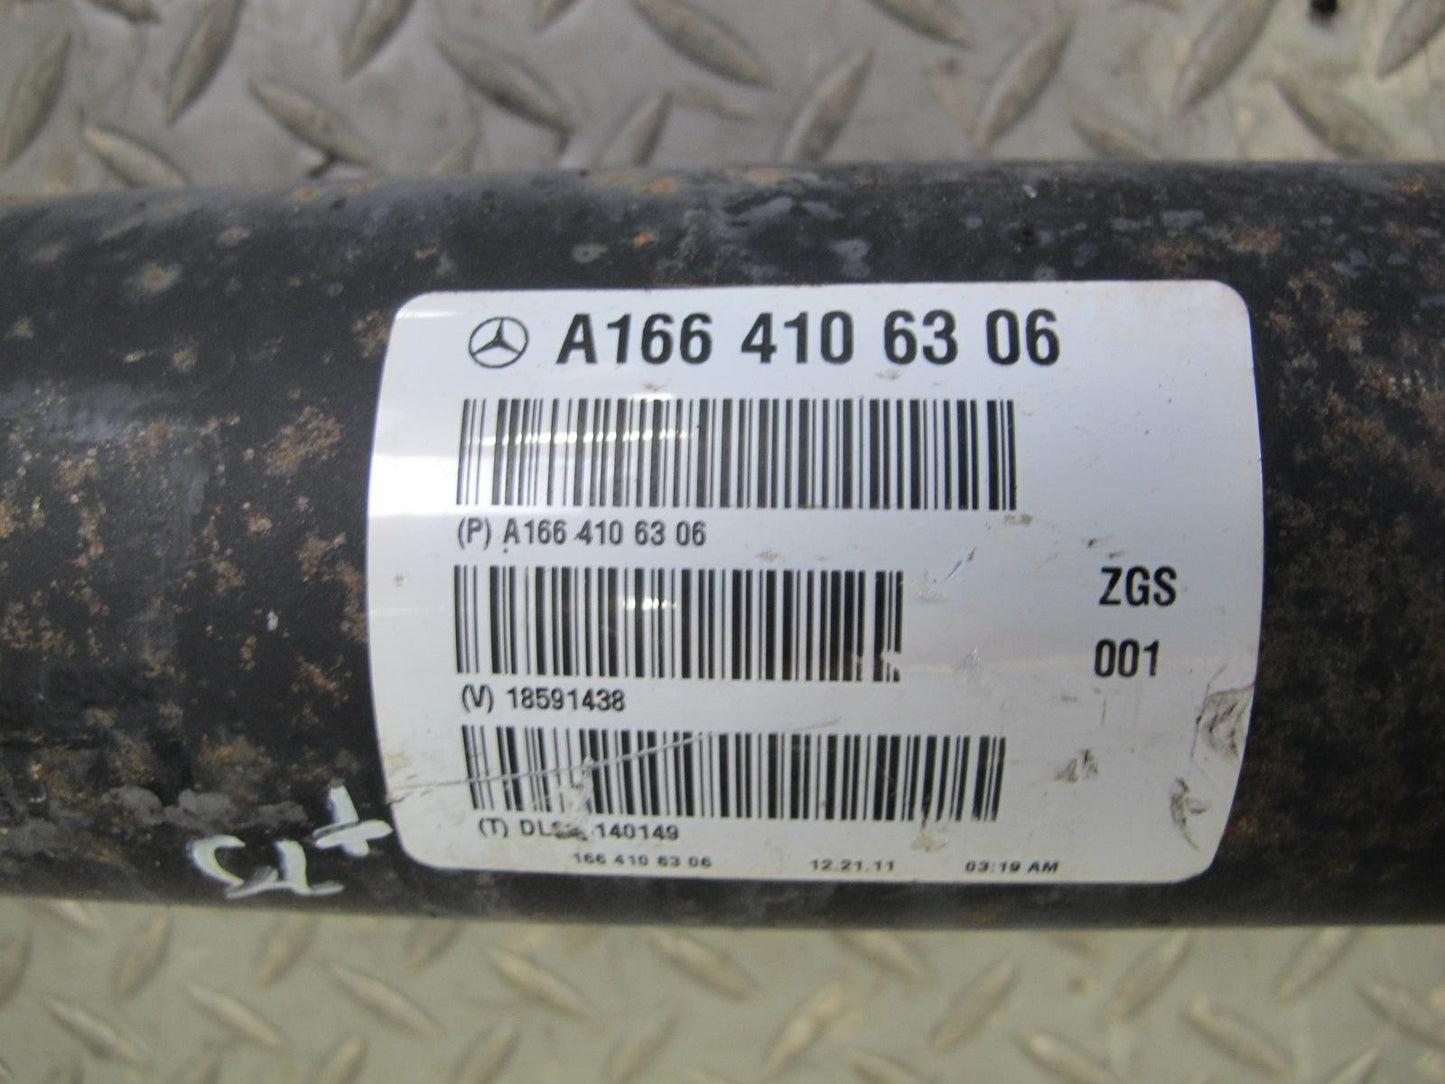 A166 410 63 06
(P) A166 410 63 06
ZGS
001
(V) 18591438
(T) 140149
166 410 63 06 12.21.11 03:19 AM